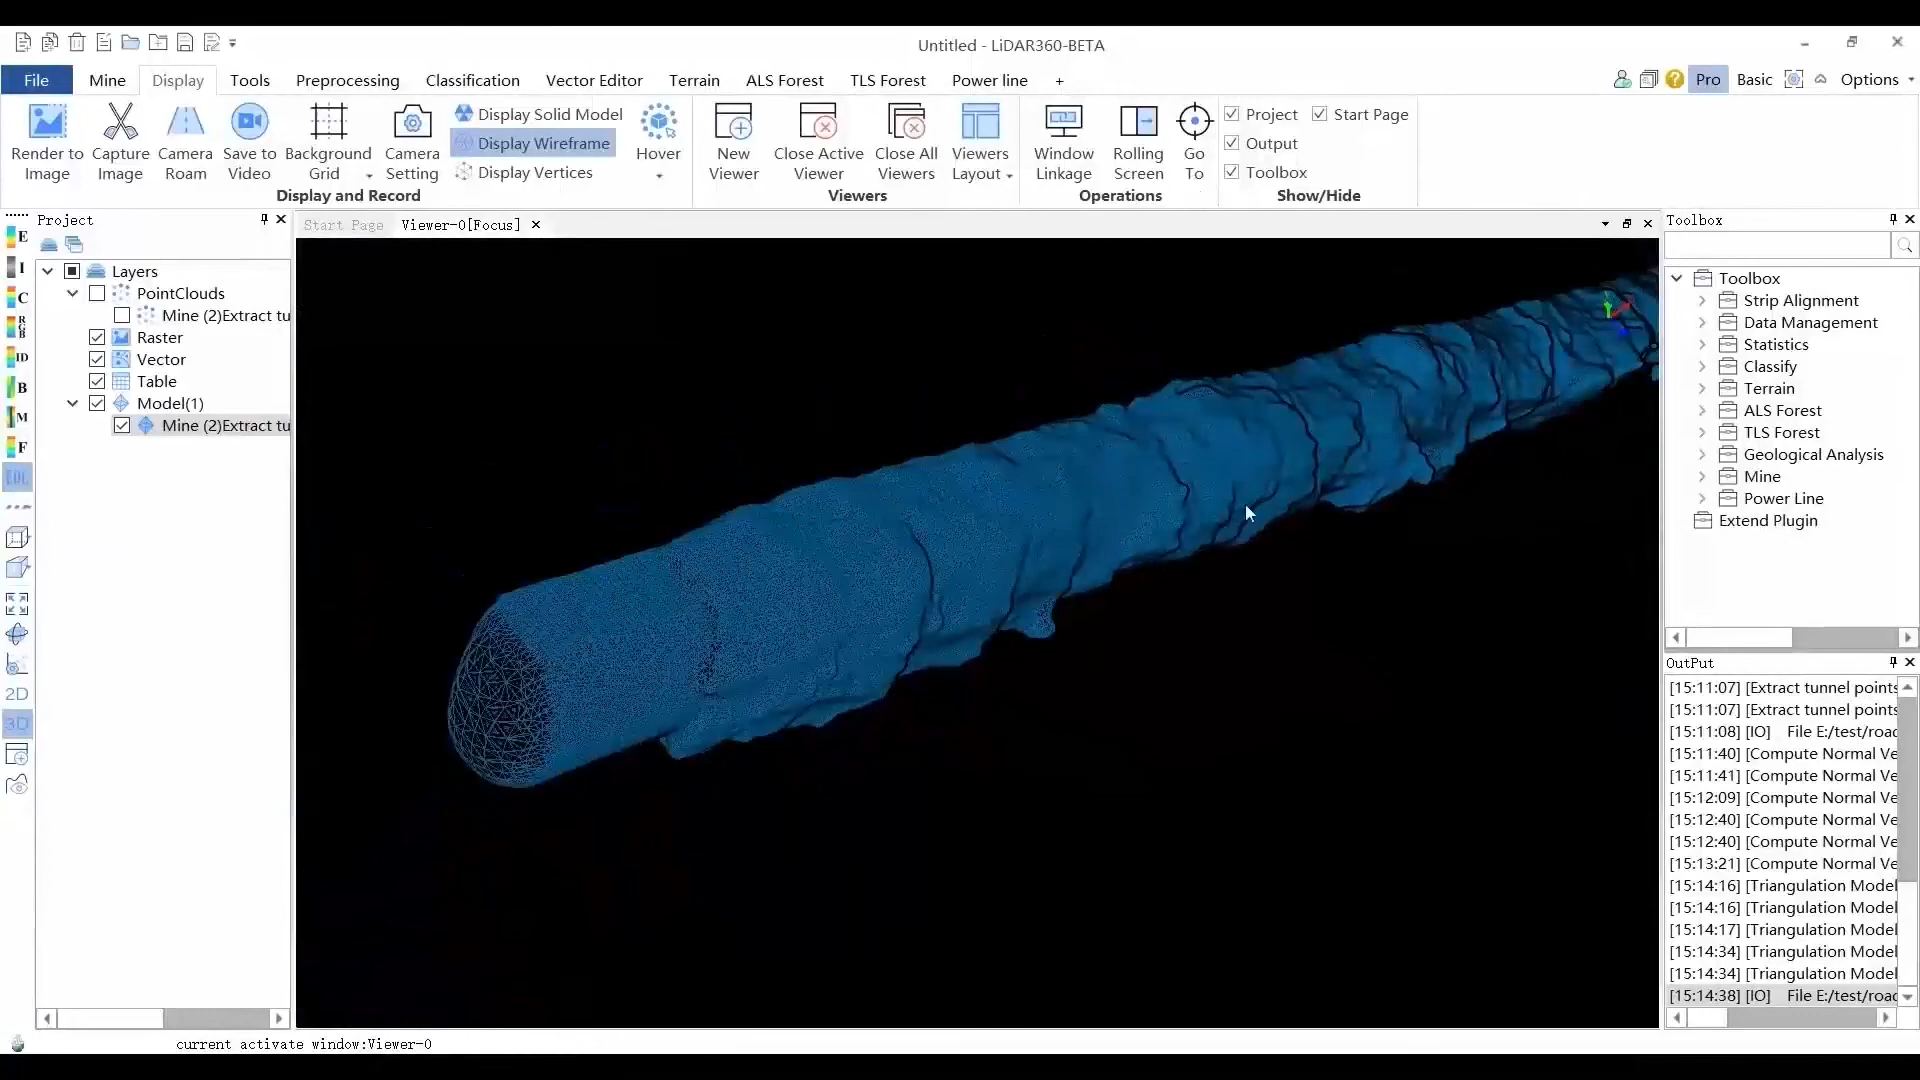 Untitled - LiDAR360-BETA
File Mine Display Tools Preprocessing Classification Vector Editor Terrain ALS Forest TLS Forest Power line +
Pro Basic Options
Render to Image
Capture Image
Camera Roam
Save to Video
Background Grid
Camera Setting
Display Solid Model
Display Wireframe
Display Vertices
Hover
Display and Record
New Viewer
Close Active Viewer
Close All Viewers
Viewers Layout
Viewers
Window Linkage
Rolling Screen
Go To
Operations
Project
Start Page
Output
Toolbox
Show/Hide
Project
Start Page
Viewer-0[Focus]
E
I
C
RGB
ID
B
M
F
EDL
2D
3D
Layers
PointClouds
Mine (2)Extract tu
Raster
Vector
Table
Model(1)
Mine (2)Extract tu
Toolbox
Toolbox
Strip Alignment
Data Management
Statistics
Classify
Terrain
ALS Forest
TLS Forest
Geological Analysis
Mine
Power Line
Extend Plugin
OutPut
[15:11:07] [Extract tunnel points
[15:11:07] [Extract tunnel points
[15:11:08] [IO] File E:/test/road
[15:11:40] [Compute Normal Ve
[15:11:41] [Compute Normal Ve
[15:12:09] [Compute Normal Ve
[15:12:40] [Compute Normal Ve
[15:12:40] [Compute Normal Ve
[15:13:21] [Compute Normal Ve
[15:14:16] [Triangulation Model
[15:14:16] [Triangulation Model
[15:14:17] [Triangulation Model
[15:14:34] [Triangulation Model
[15:14:34] [Triangulation Model
[15:14:38] [IO] File E:/test/road
current activate window:Viewer-0